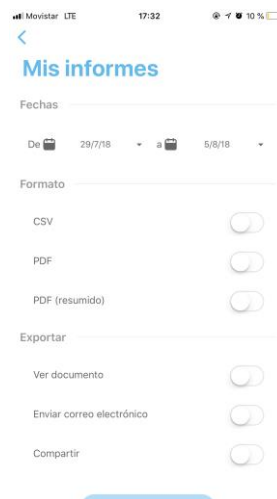 Movistar LTE 17:32 10 %
Mis informes
Fechas
De 29/7/18 a 5/8/18
Formato
CSV
PDF
PDF (resumido)
Exportar
Ver documento
Enviar correo electrónico
Compartir